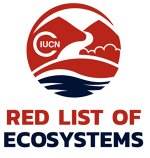 IUCN
RED LIST OF
ECOSYSTEMS